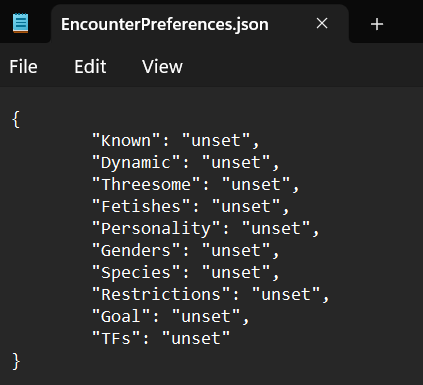 EncounterPreferences.json
File Edit View
{
"Known": "unset",
"Dynamic": "unset",
"Threesome": "unset",
"Fetishes": "unset",
"Personality": "unset",
"Genders": "unset",
"Species": "unset",
"Restrictions": "unset",
"Goal": "unset",
"TFs": "unset"
}